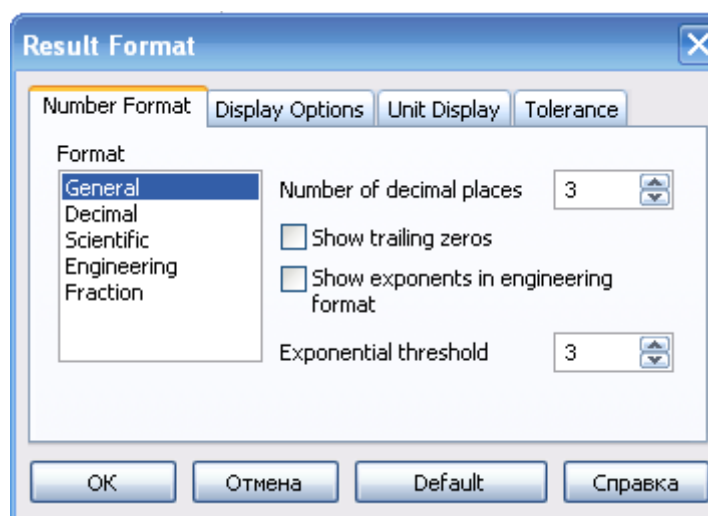 Result Format
Number Format Display Options Unit Display Tolerance
Format
General
Decimal
Scientific
Engineering
Fraction
Number of decimal places 3
Show trailing zeros
Show exponents in engineering
format
Exponential threshold 3
OK Отмена Default Справка